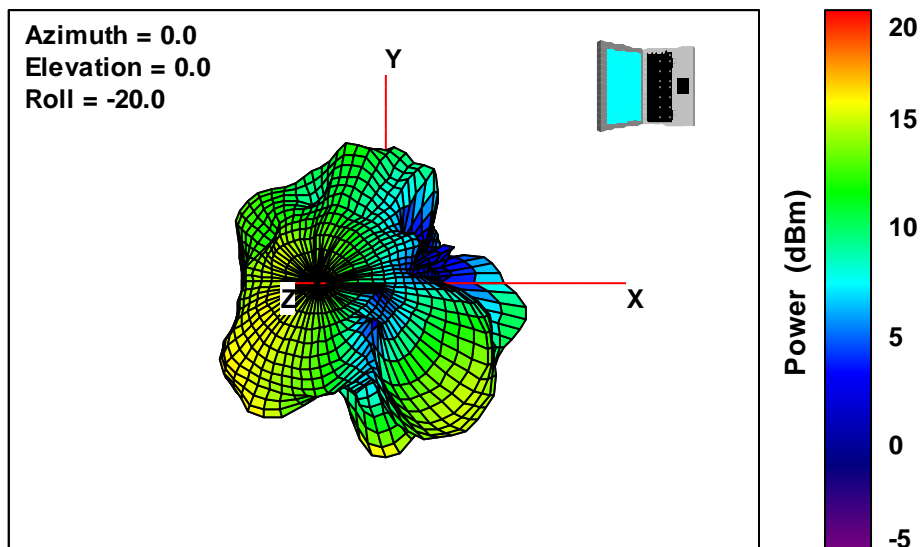 Azimuth = 0.0
Elevation = 0.0
Roll = -20.0
Y
Z
X
Power (dBm)
20
15
10
5
0
-5